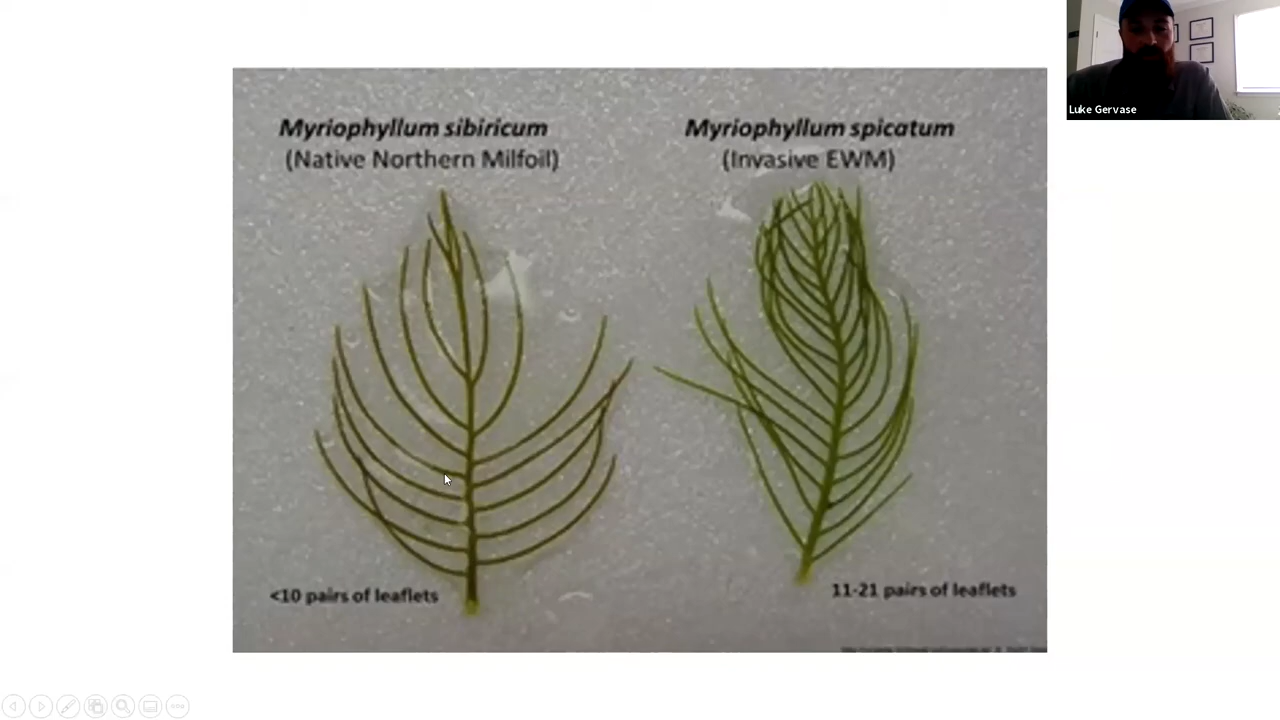 Luke Gervase
Myriophyllum sibiricum
(Native Northern Milfoil)
Myriophyllum spicatum
(Invasive EWM)
<10 pairs of leaflets
11-21 pairs of leaflets